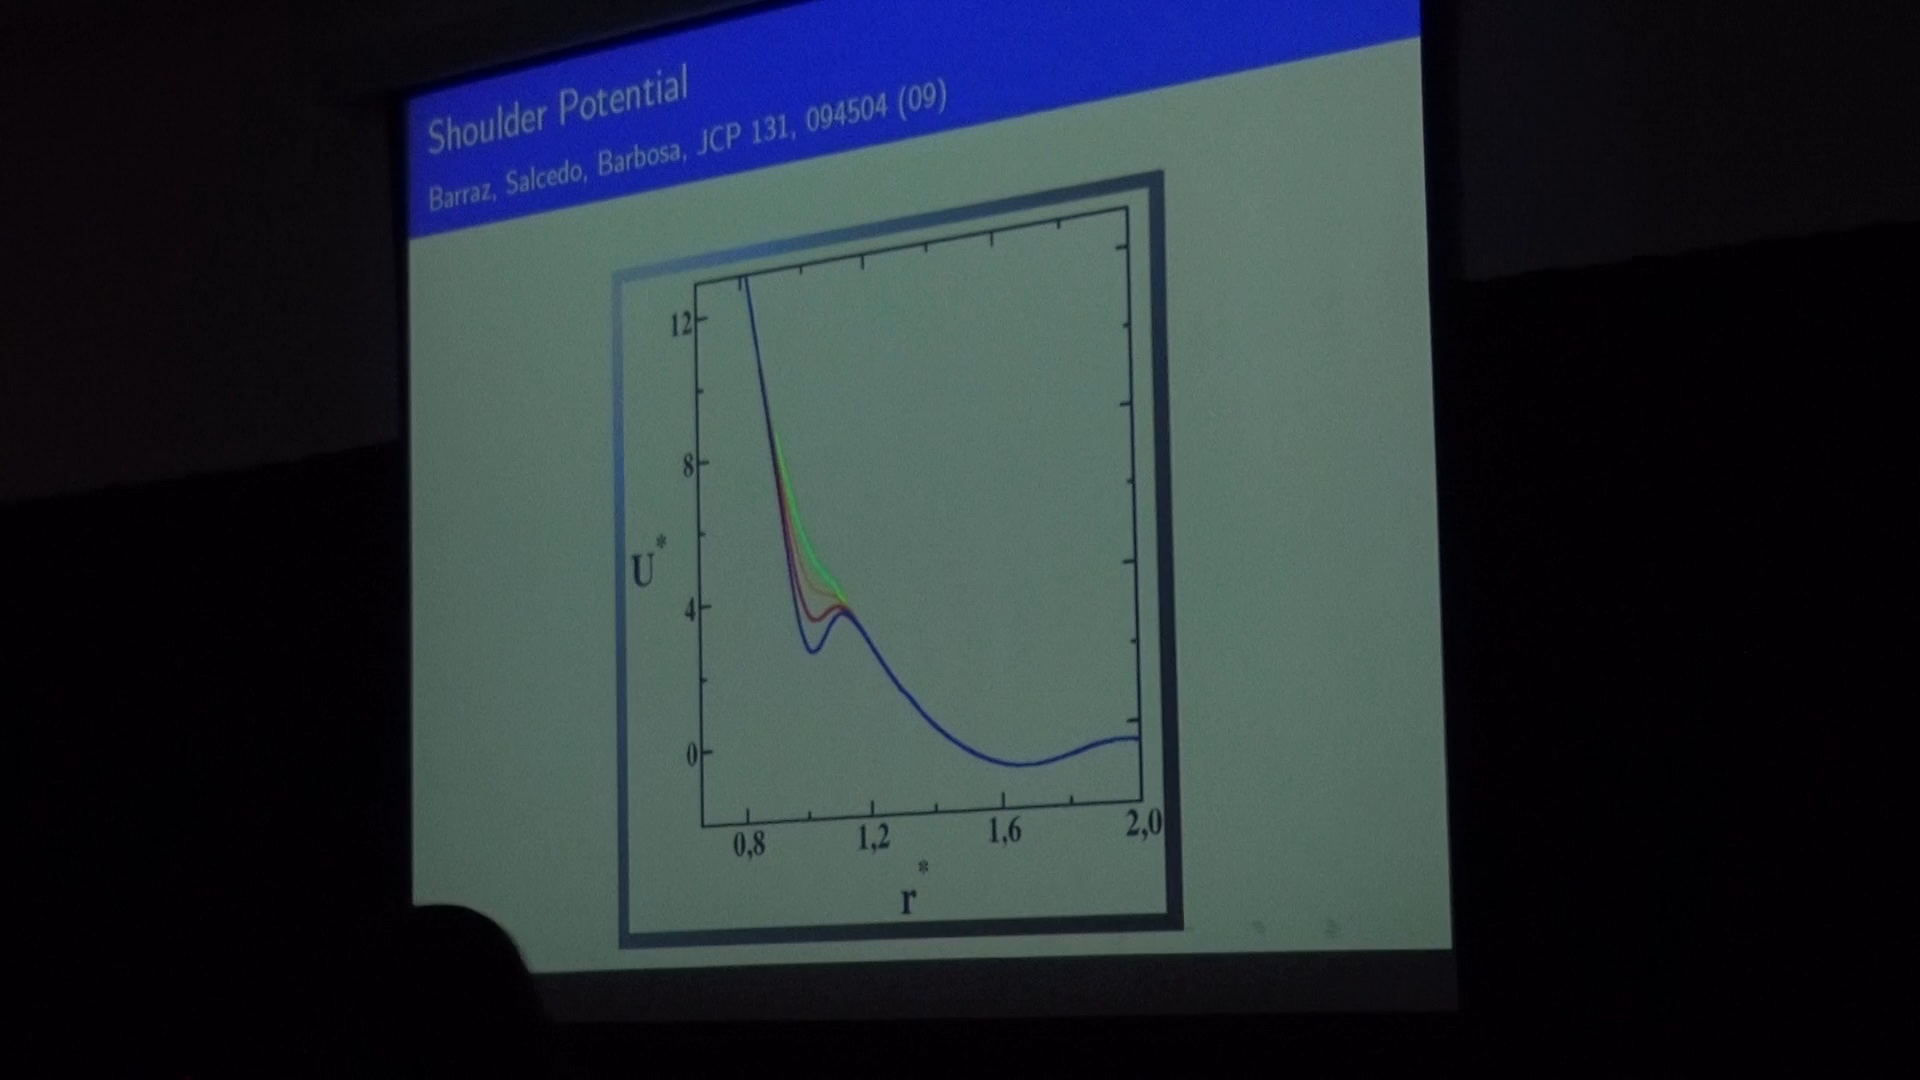 Shoulder Potential
Barraz, Salcedo, Barbosa, JCP 131, 094504 (09)
12
8
U*
4
0
0,8 1,2 1,6 2,0
r*